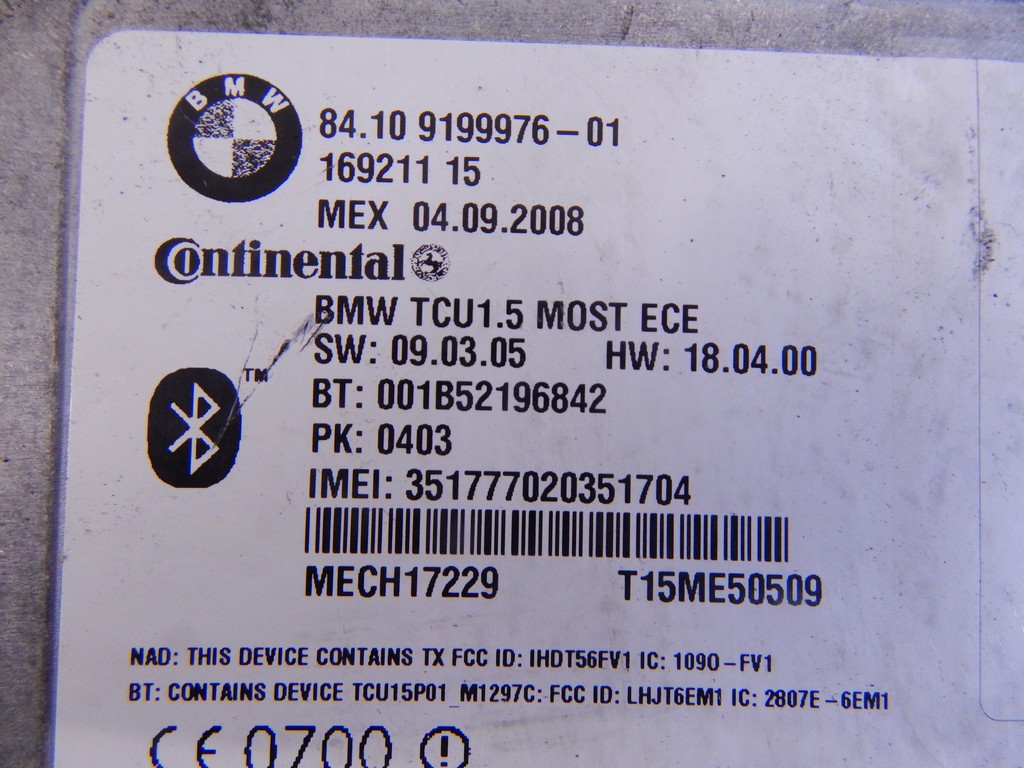 BMW
84.10 9199976-01
169211 15
MEX 04.09.2008
Continental
BMW TCU1.5 MOST ECE
SW: 09.03.05 HW: 18.04.00
TM
BT: 001B52196842
PK: 0403
IMEI: 351777020351704
MECH17229 T15ME50509
NAD: THIS DEVICE CONTAINS TX FCC ID: IHDT56FV1 IC: 1090-FV1
BT: CONTAINS DEVICE TCU15P01_M1297C: FCC ID: LHJT6EM1 IC: 2807E-6EM1
CE 0700 !